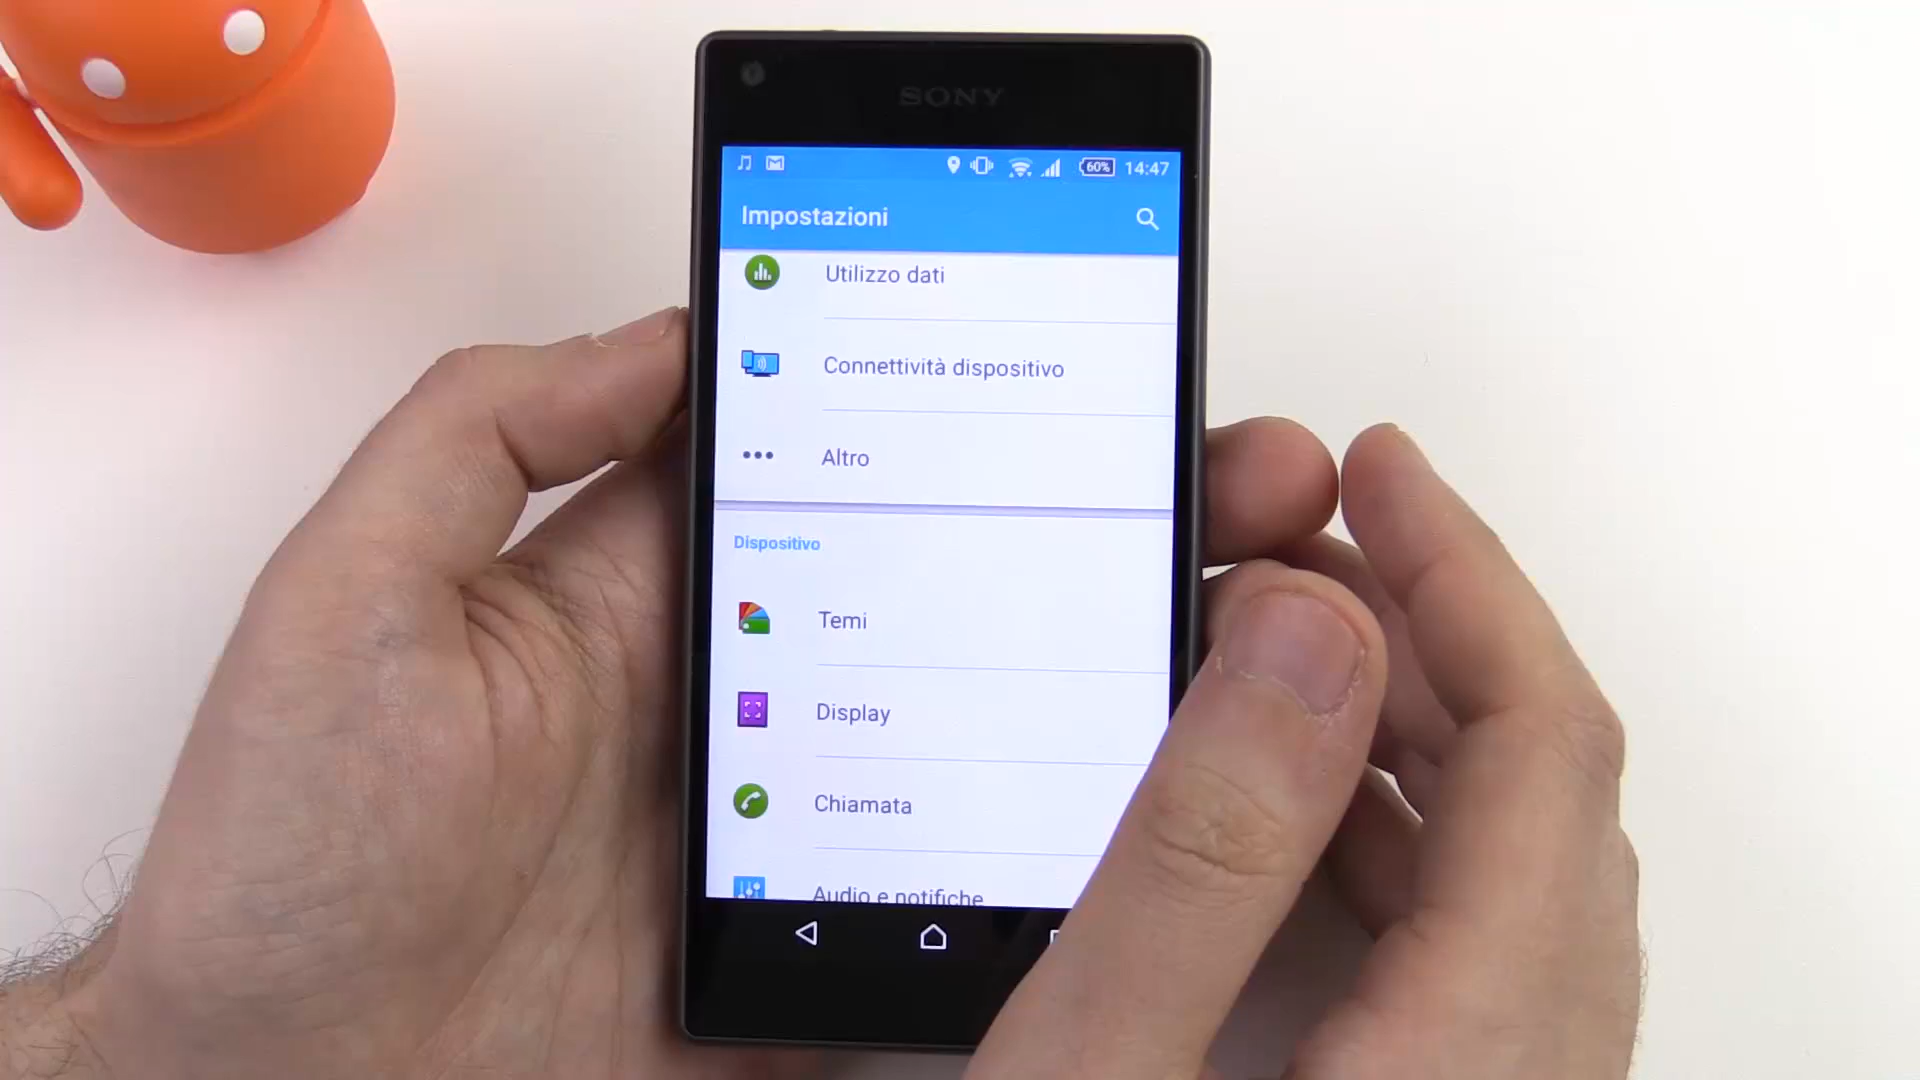 SONY
60% 14:47
Impostazioni
Utilizzo dati
Connettività dispositivo
Altro
Dispositivo
Temi
Display
Chiamata
Audio e notifiche